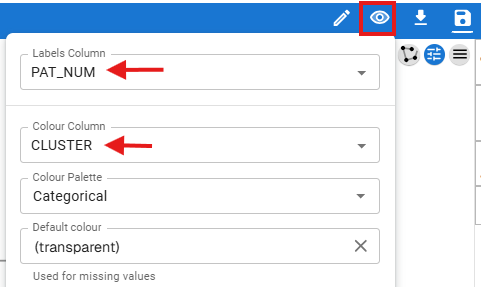 Labels Column
PAT_NUM
Colour Column
CLUSTER
Colour Palette
Categorical
Default colour
(transparent)
Used for missing values